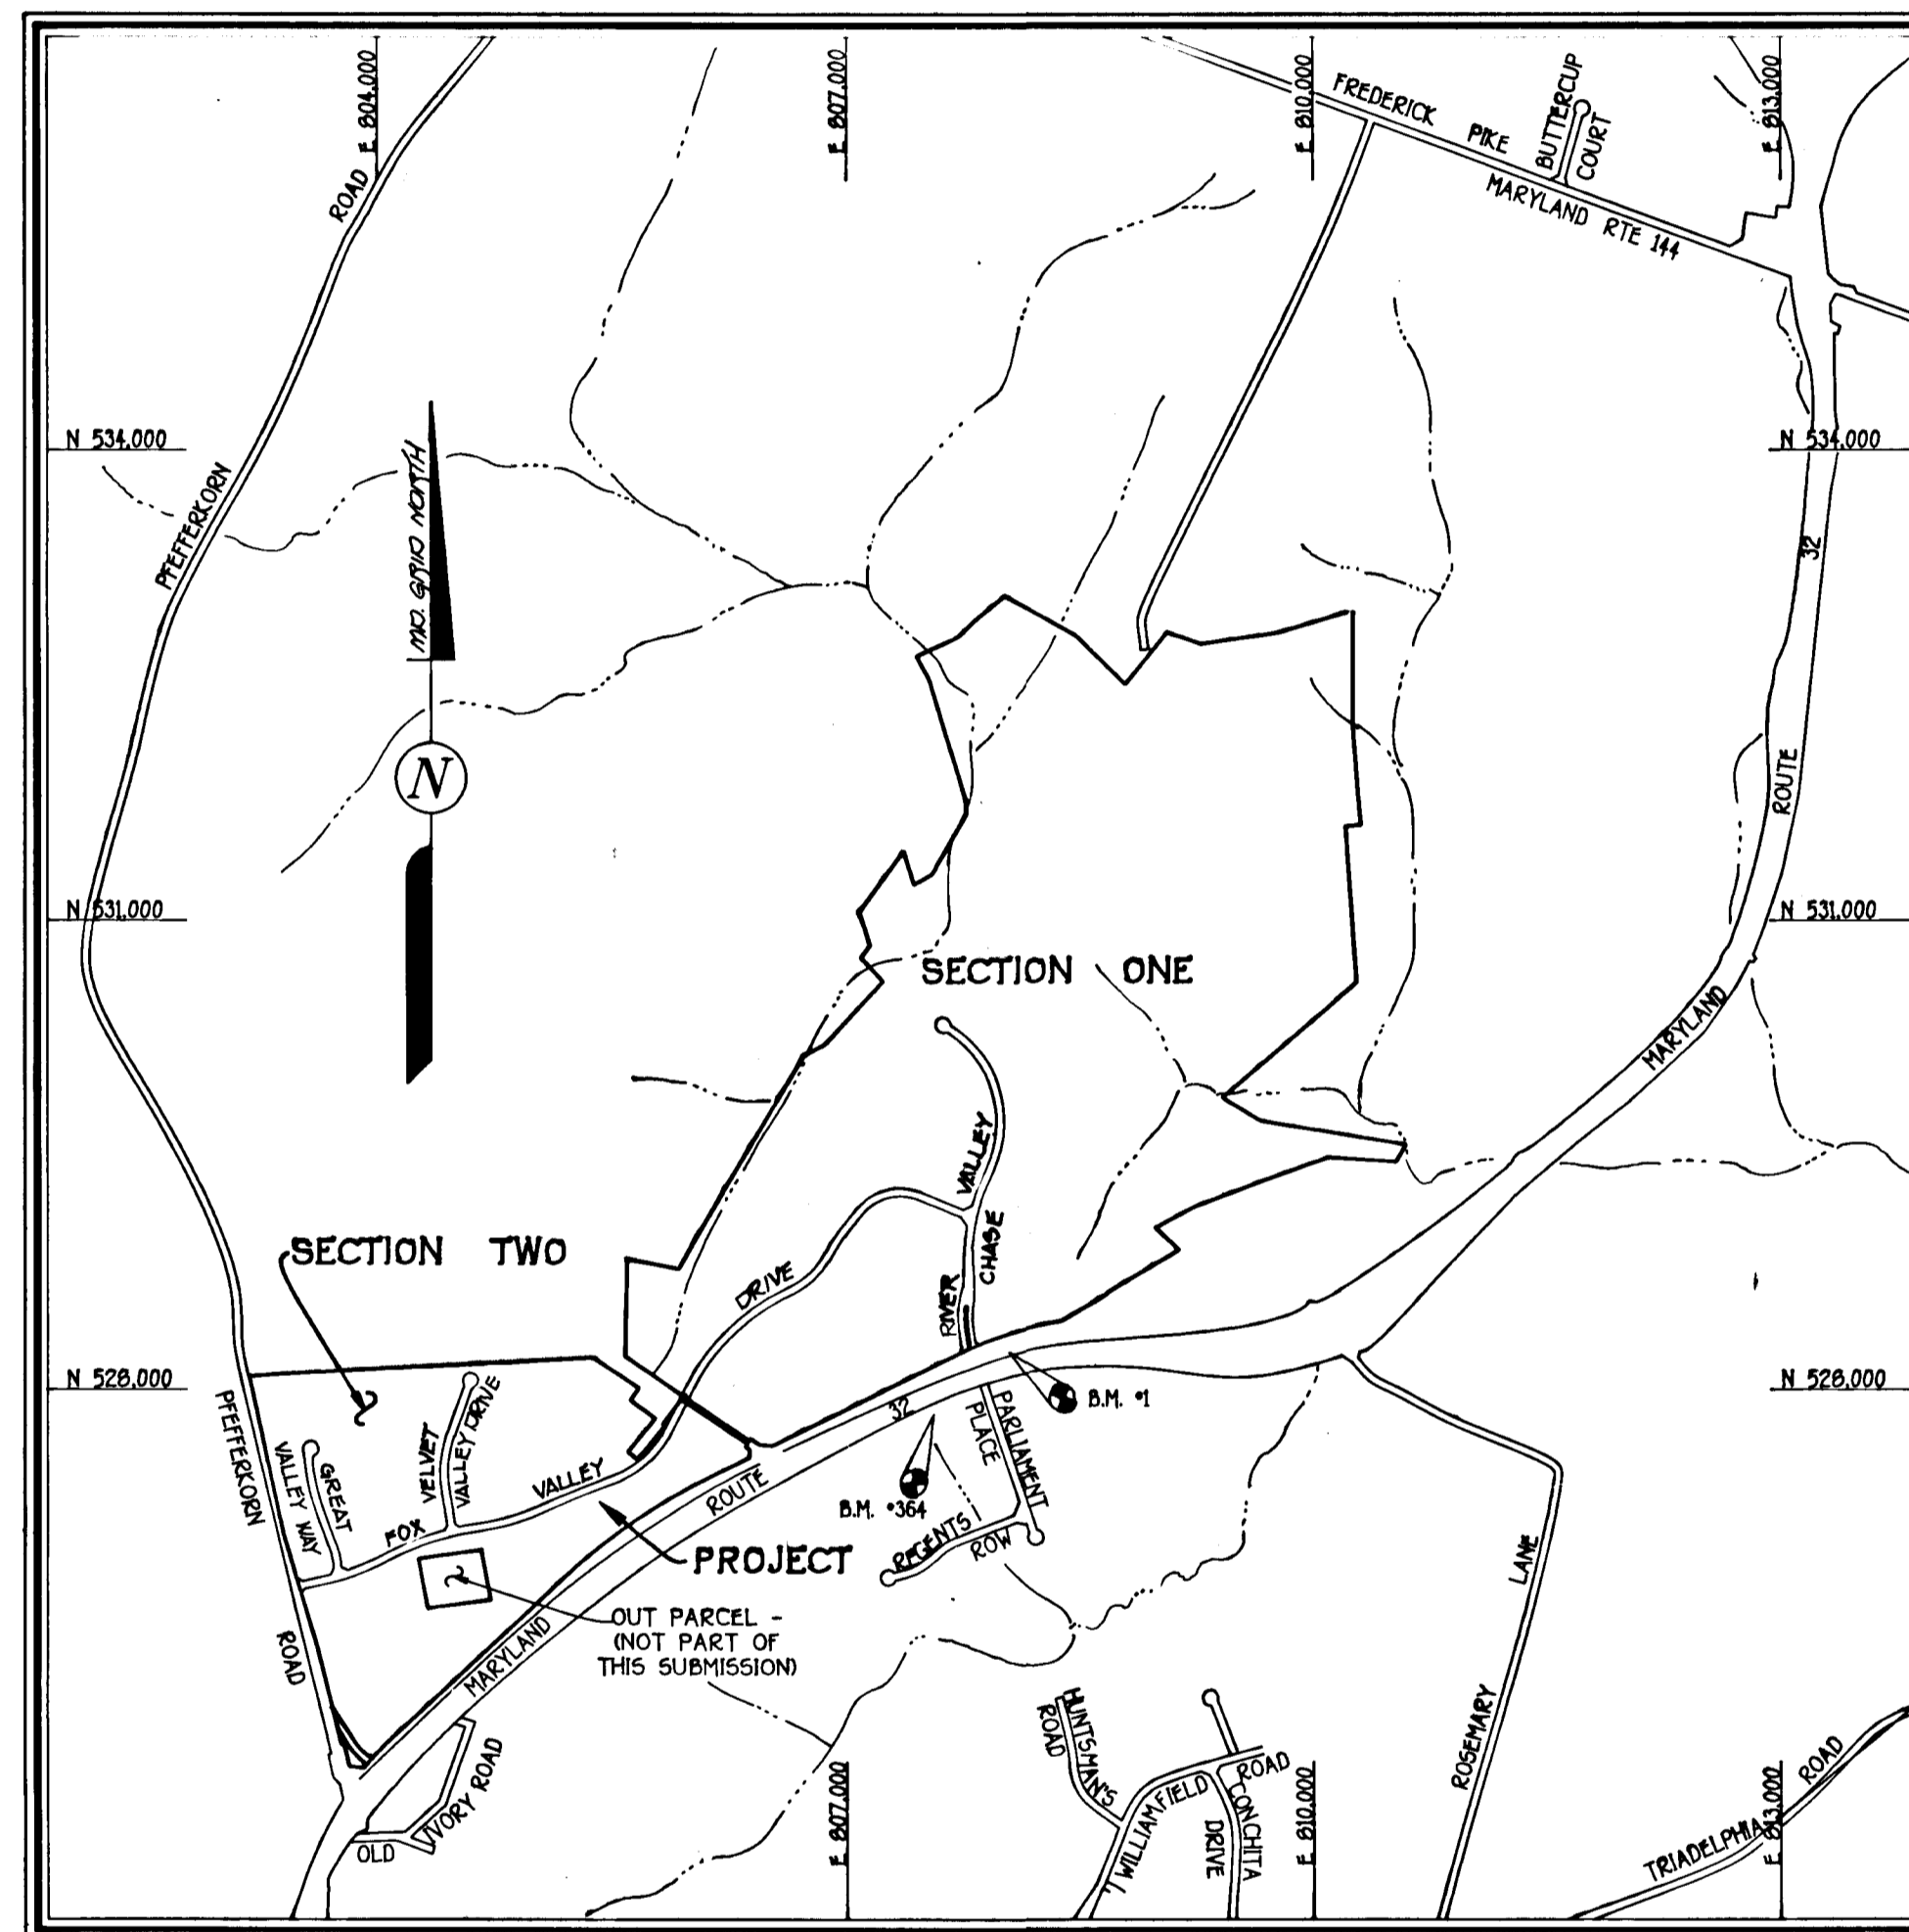 E 804,000
E 807,000
E 810,000
E 813,000
FREDERICK PIKE
BUTTERCUP
COURT
MARYLAND RTE 144
ROAD
PFEFFERKORN
N 534,000
N 534,000
MD. GRID NORTH
N
32
ROUTE
MARYLAND
N 531,000
N 531,000
SECTION ONE
VALLEY
CHASE
RIVER
DRIVE
SECTION TWO
N 528,000
N 528,000
B.M. #1
32
ROUTE
MARYLAND
PARLIAMENT
PLACE
B.M. #364
REGENTS
ROW
PFEFFERKORN
ROAD
GREAT
VALLEY WAY
VELVET
VALLEY DRIVE
FOX
VALLEY
PROJECT
OUT PARCEL -
(NOT PART OF
THIS SUBMISSION)
LANE
ROSEMARY
HUNTSMAN'S
ROAD
WILLIAMFIELD
ROAD
CONCHITA
DRIVE
OLD
IVORY ROAD
TRIADELPHIA
ROAD
E 807,000
E 810,000
E 813,000